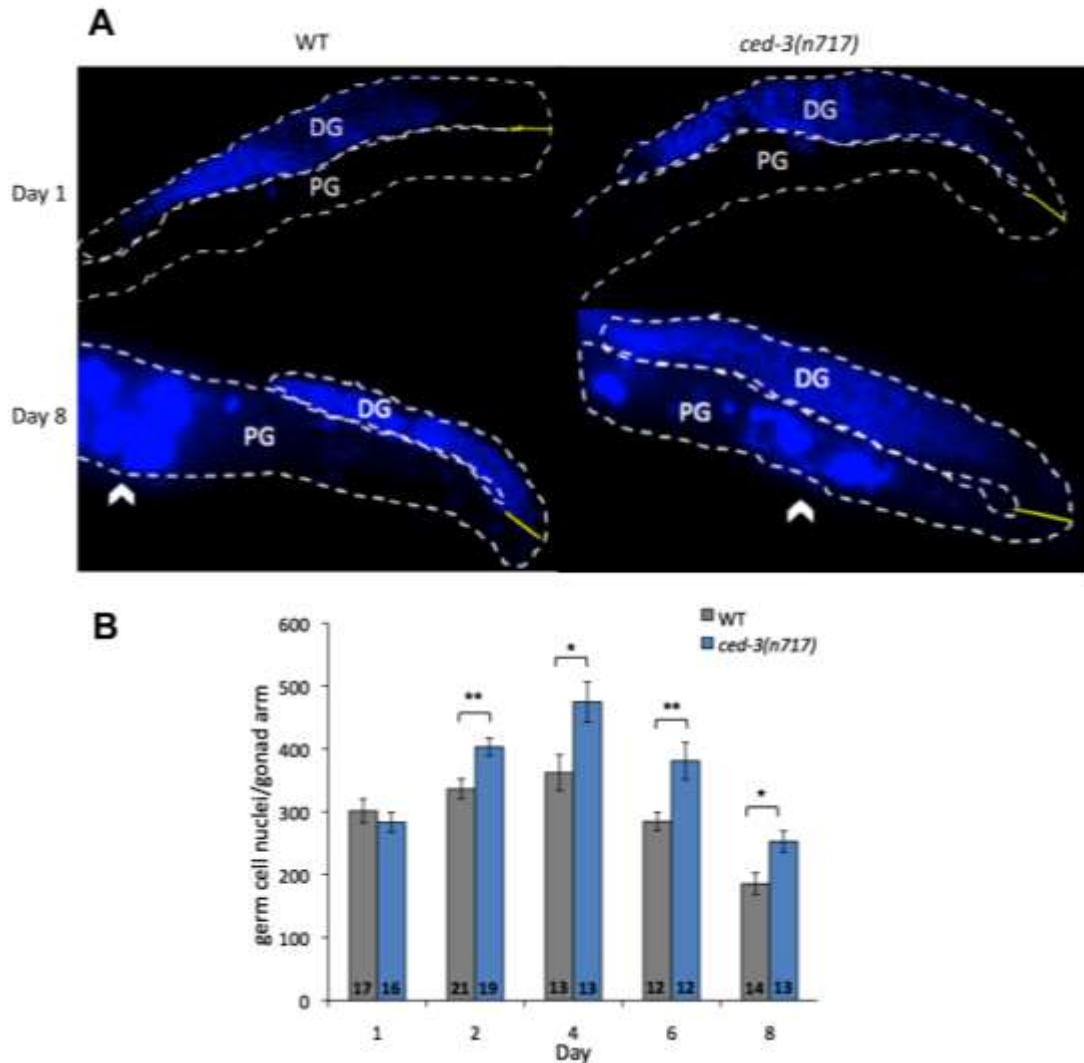 A
WT
ced-3(n717)
DG
PG
DG
PG
Day 1
DG
PG
DG
PG
Day 8
B
WT
ced-3(n717)
germ cell nuclei/gonad arm
600
500
400
300
200
100
0
**
*
**
*
17 16 21 19 13 13 12 12 14 13
1 2 4 6 8
Day